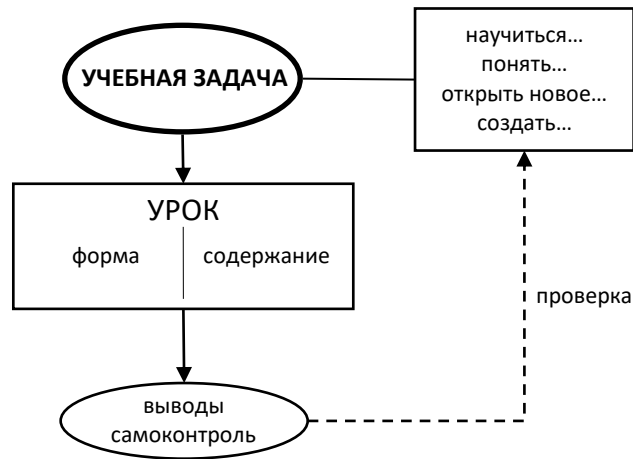 УЧЕБНАЯ ЗАДАЧА
научиться…
понять…
открыть новое…
создать…
УРОК
форма
содержание
проверка
выводы
самоконтроль